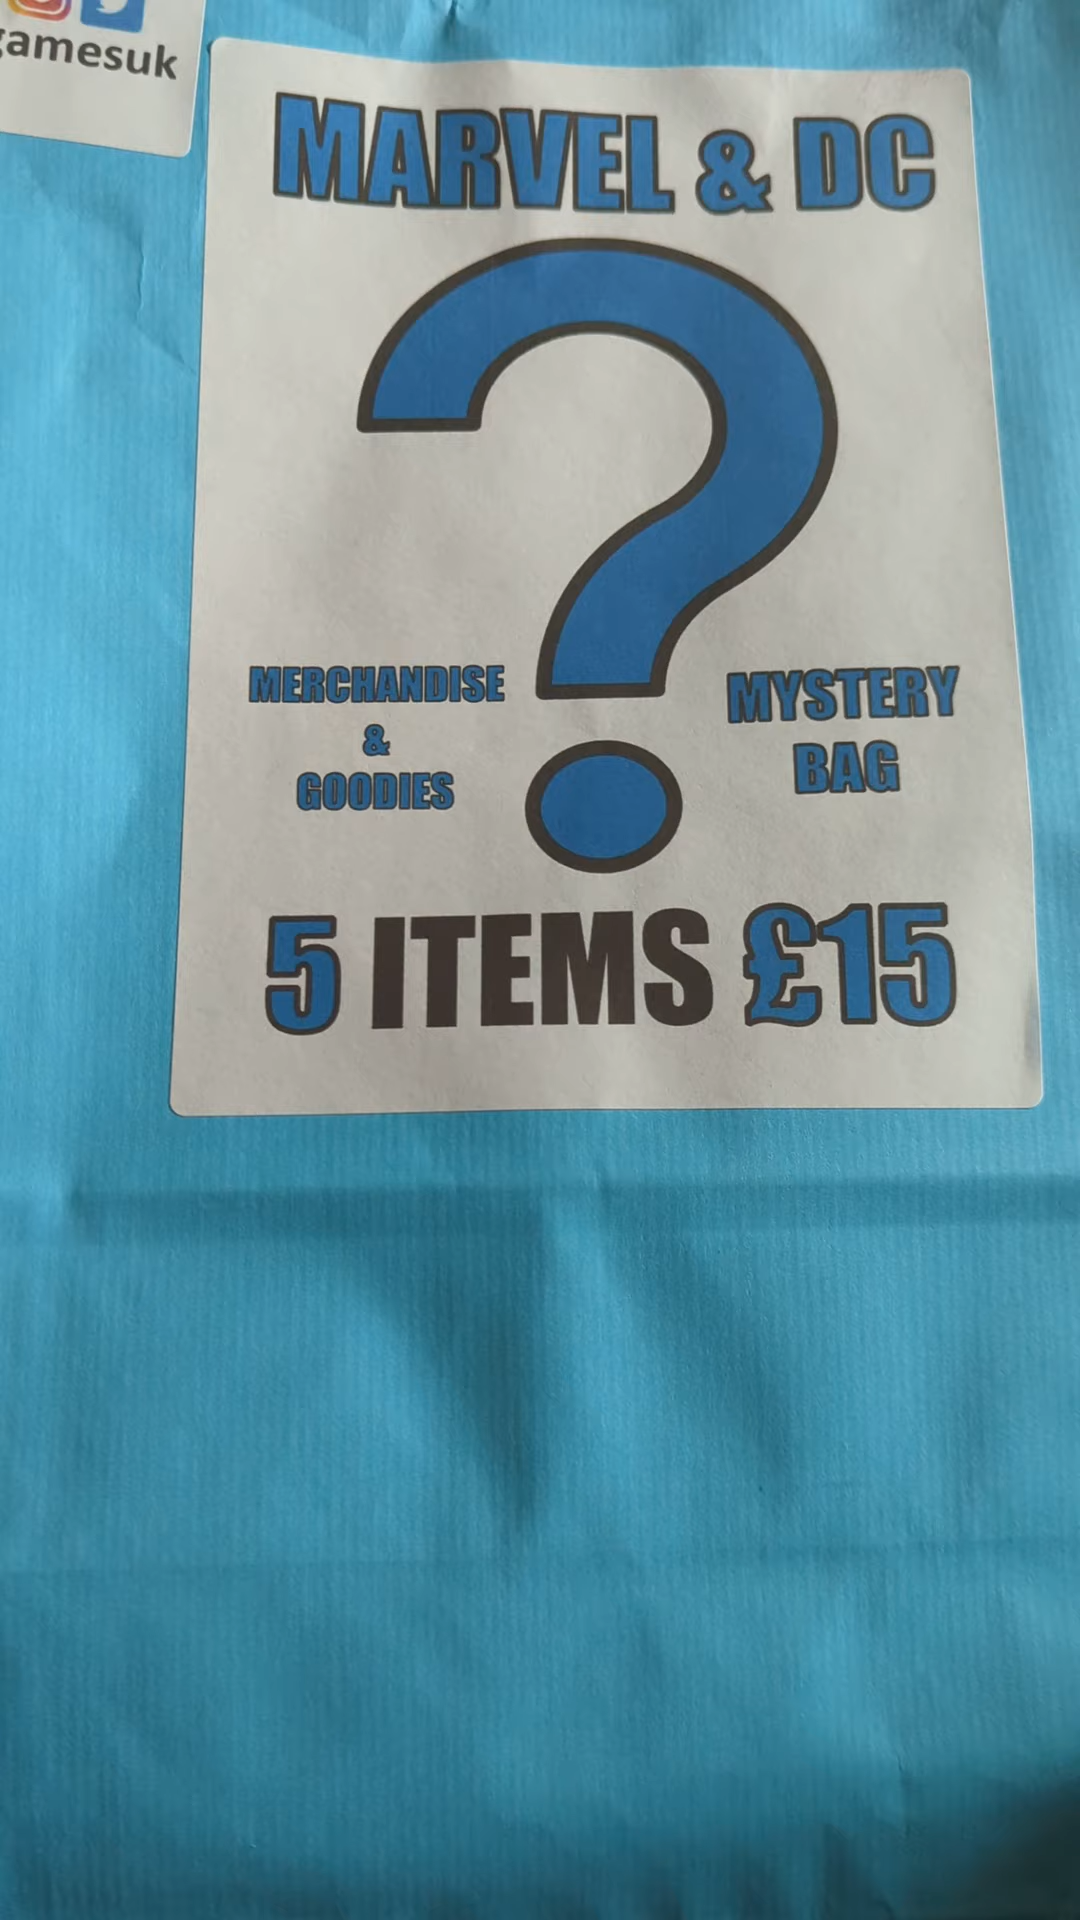 gamesuk
MARVEL & DC
?
MERCHANDISE
&
GOODIES
MYSTERY
BAG
5 ITEMS £15